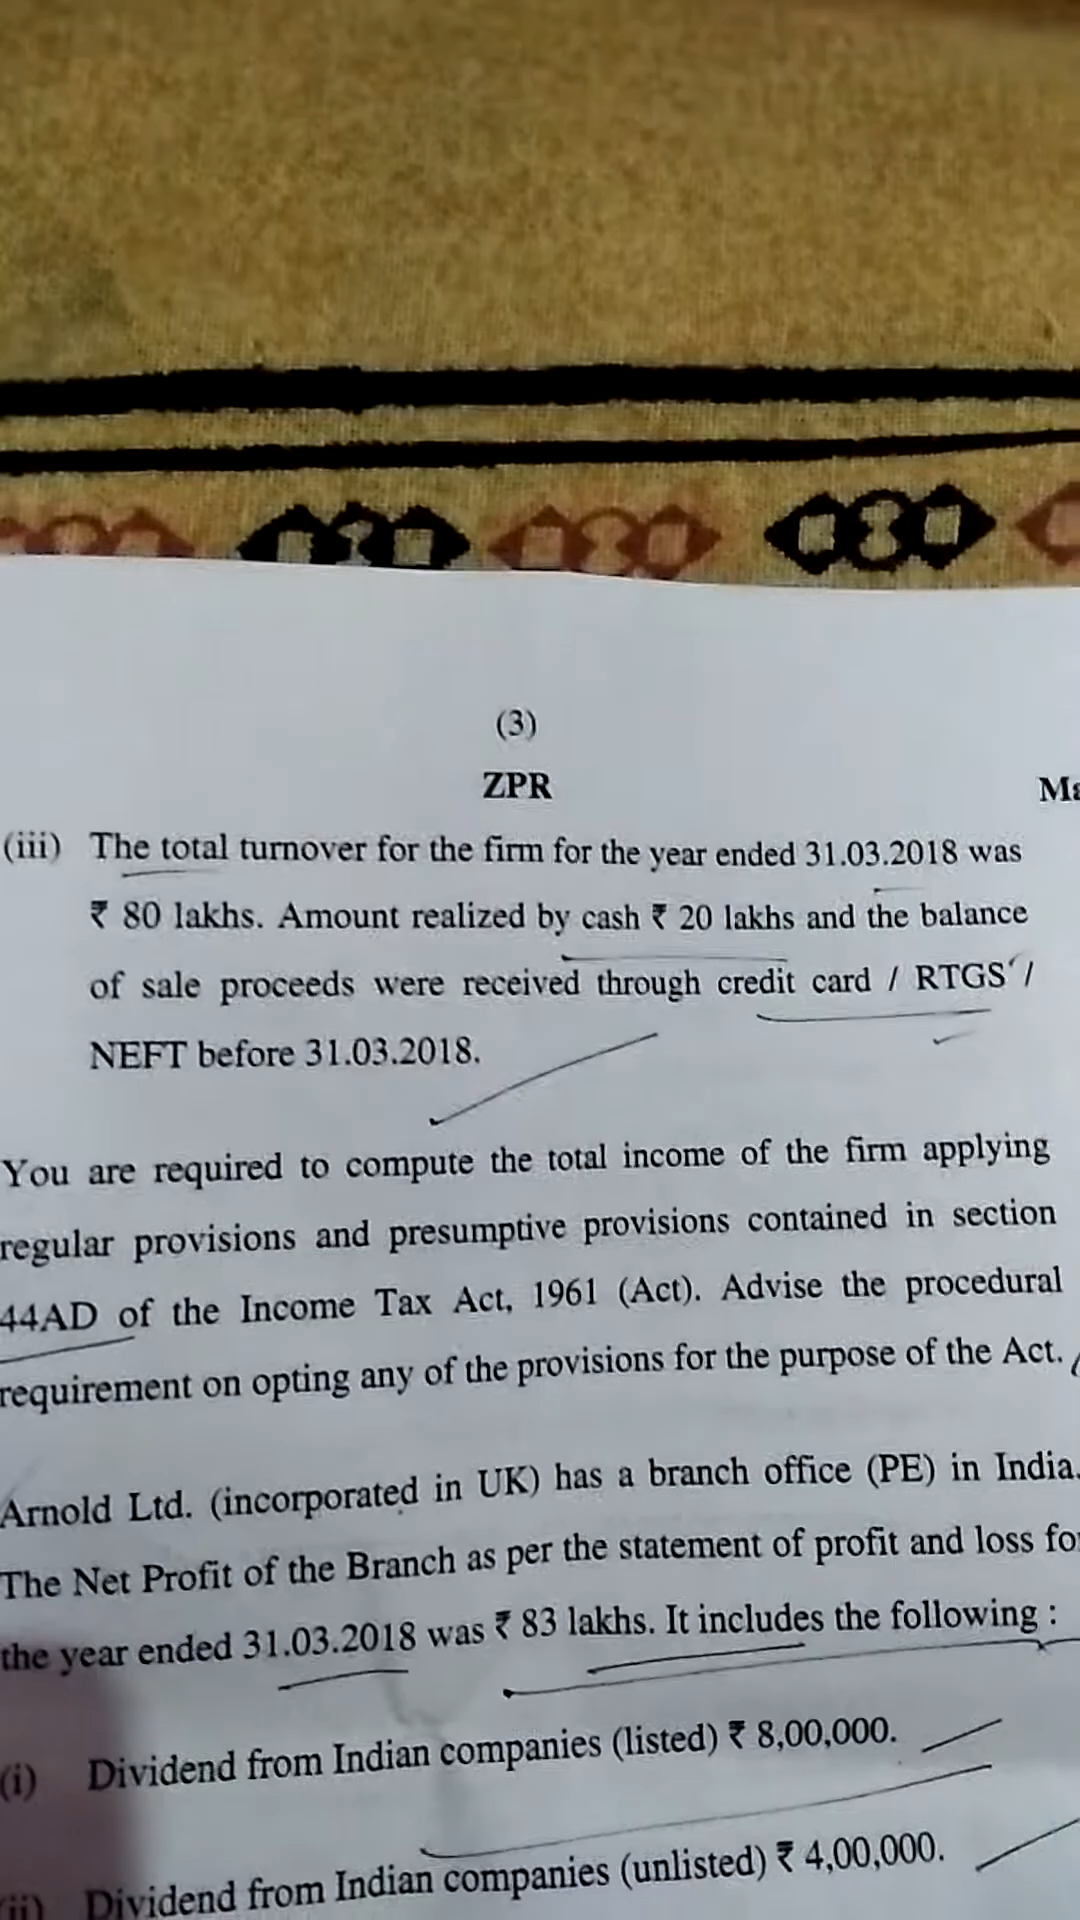 (3)
ZPR
(iii) The total turnover for the firm for the year ended 31.03.2018 was
₹ 80 lakhs. Amount realized by cash ₹ 20 lakhs and the balance
of sale proceeds were received through credit card / RTGS /
NEFT before 31.03.2018.
You are required to compute the total income of the firm applying
regular provisions and presumptive provisions contained in section
44AD of the Income Tax Act, 1961 (Act). Advise the procedural
requirement on opting any of the provisions for the purpose of the Act.
Arnold Ltd. (incorporated in UK) has a branch office (PE) in India.
The Net Profit of the Branch as per the statement of profit and loss
the year ended 31.03.2018 was ₹ 83 lakhs. It includes the following :
(i) Dividend from Indian companies (listed) ₹ 8,00,000.
(ii) Dividend from Indian companies (unlisted) ₹ 4,00,000.